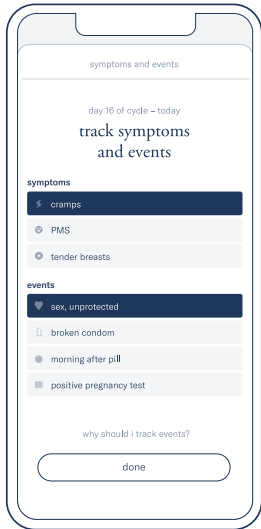 symptoms and events
day 16 of cycle – today
track symptoms
and events
symptoms
cramps
PMS
tender breasts
events
sex, unprotected
broken condom
morning after pill
positive pregnancy test
why should i track events?
done